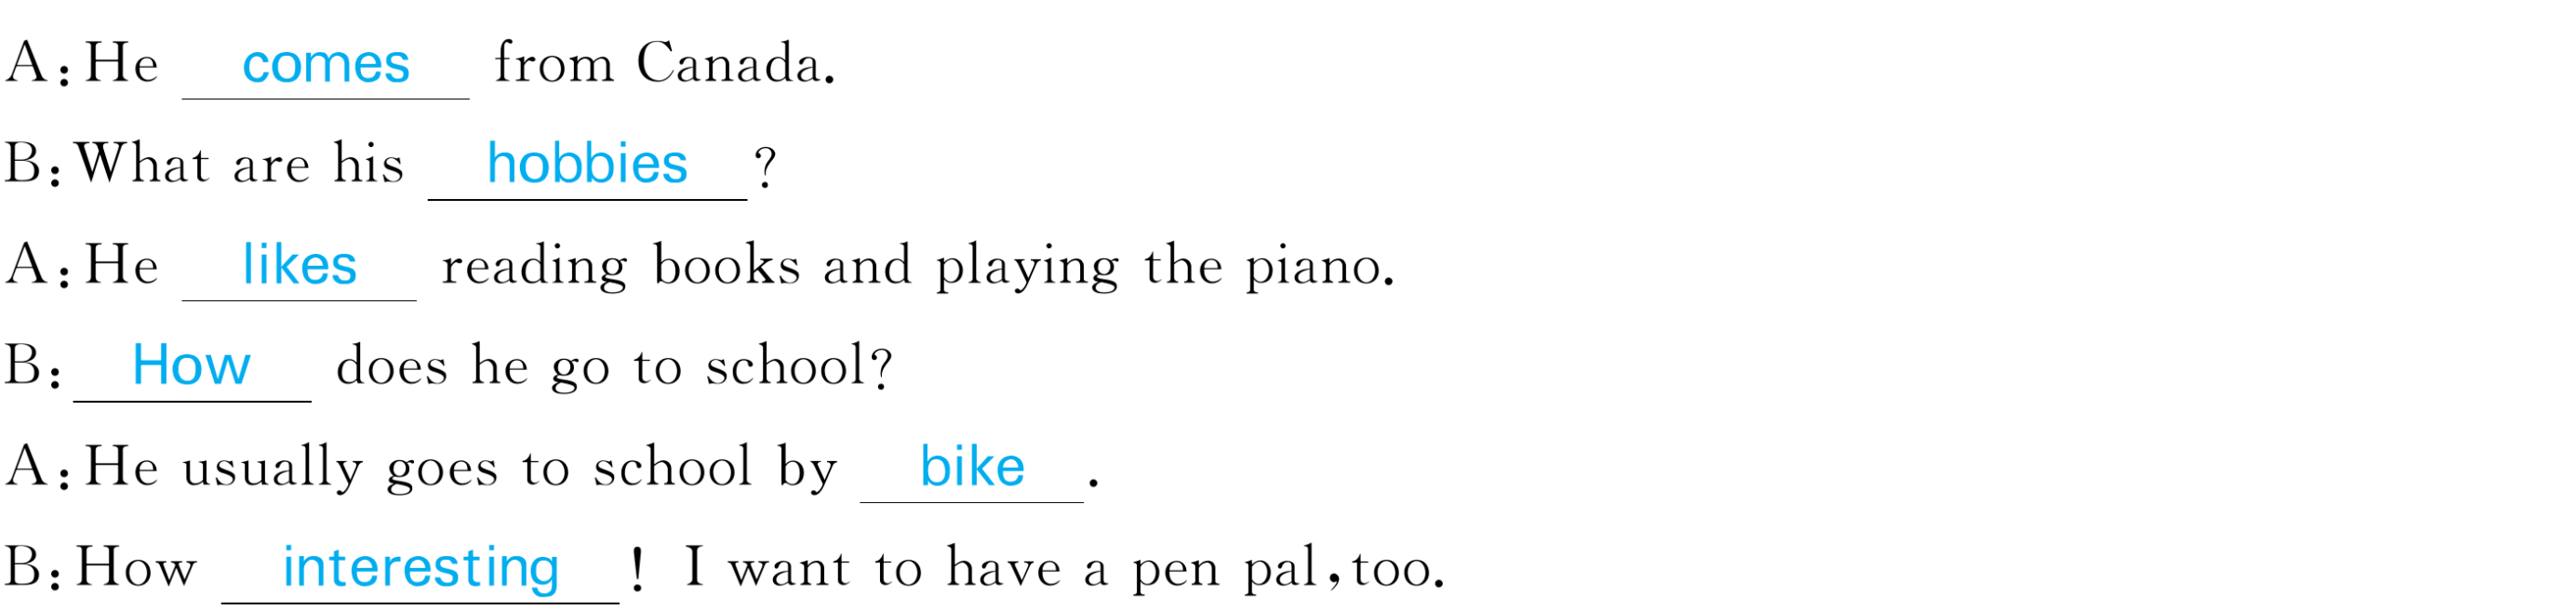 A:He comes from Canada.
B:What are his hobbies?
A:He likes reading books and playing the piano.
B: How does he go to school?
A:He usually goes to school by bike.
B:How interesting! I want to have a pen pal,too.